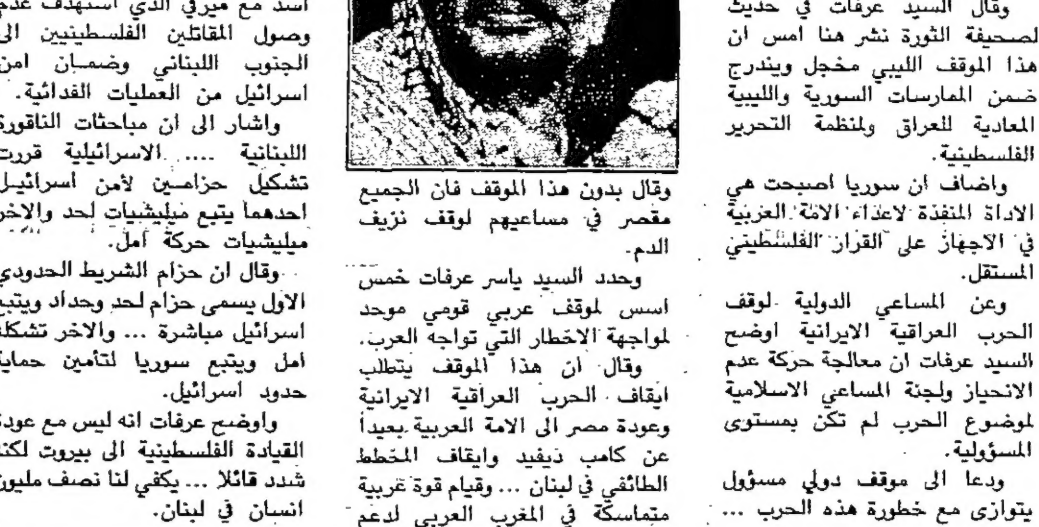 وقال السيد عرفات في حديث
لصحيفة الثورة نشر هنا امس ان
هذا الموقف الليبي مخجل ويندرج
ضمن الممارسات السورية والليبية
المعادية للعراق ولمنظمة التحرير
الفلسطينية.
واضاف ان سوريا اصبحت هي
الاداة المنفذة لاعداء الامة العربية
في الاجهاز على القرار الفلسطيني
المستقل.
وعن المساعي الدولية لوقف
الحرب العراقية الايرانية اوضح
السيد عرفات ان معالجة حركة عدم
الانحياز ولجنة المساعي الاسلامية
لموضوع الحرب لم تكن بمستوى
المسؤولية.
ودعا الى موقف دولي مسؤول
يتوازى مع خطورة هذه الحرب ...
وقال بدون هذا الموقف فان الجميع
مقصر في مساعيهم لوقف نزيف
الدم.
وحدد السيد ياسر عرفات خمس
اسس لموقف عربي قومي موحد
لمواجهة الاخطار التي تواجه العرب.
وقال ان هذا الموقف يتطلب
ايقاف الحرب العراقية الايرانية
وعودة مصر الى الامة العربية بعيداً
عن كامب ديفيد وايقاف المخطط
الطائفي في لبنان ... وقيام قوة عربية
متماسكة في المغرب العربي لدعم
اسد مع ميرفي الذي استهدف عدم
وصول المقاتلين الفلسطينيين الى
الجنوب اللبناني وضمان امن
اسرائيل من العمليات الفدائية.
واشار الى ان مباحثات الناقورة
اللبنانية .... الاسرائيلية قررت
تشكيل حزامين لأمن اسرائيل
احدهما يتبع ميليشيات لحد والاخر
ميليشيات حركة امل.
وقال ان حزام الشريط الحدودي
الاول يسمى حزام لحد وحداد ويتبع
اسرائيل مباشرة ... والاخر تشكله
امل ويتبع سوريا لتأمين حماية
حدود اسرائيل.
واوضح عرفات انه ليس مع عودة
القيادة الفلسطينية الى بيروت لكنه
شدد قائلا ... يكفي لنا نصف مليون
انسان في لبنان.